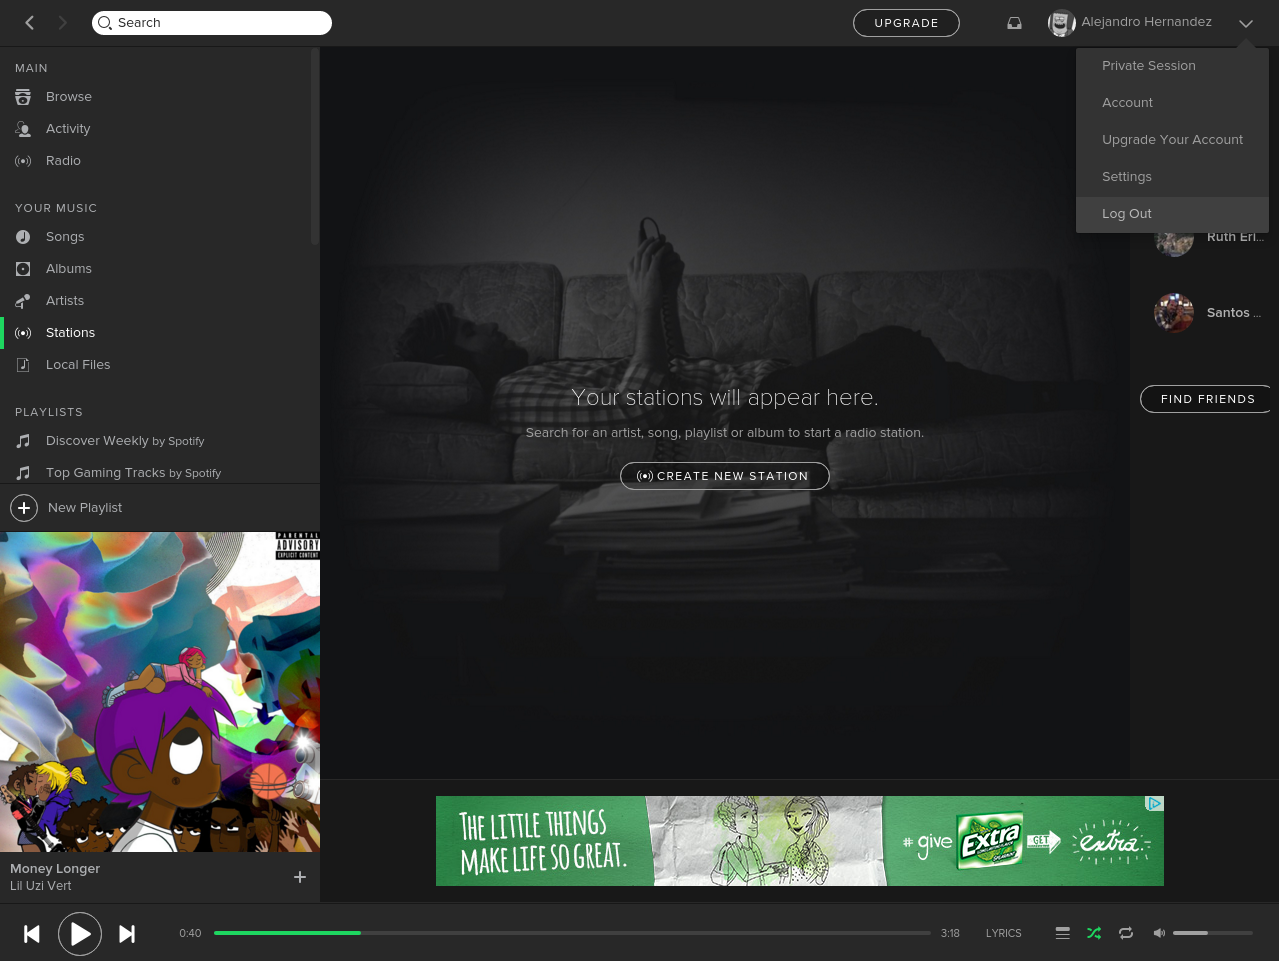 Search
UPGRADE
Alejandro Hernandez
Private Session
Account
Upgrade Your Account
Settings
Log Out
MAIN
Browse
Activity
Radio
YOUR MUSIC
Songs
Albums
Artists
Stations
Local Files
PLAYLISTS
Discover Weekly by Spotify
Top Gaming Tracks by Spotify
New Playlist
PARENTAL
ADVISORY
EXPLICIT CONTENT
Money Longer
Lil Uzi Vert
Your stations will appear here.
Search for an artist, song, playlist or album to start a radio station.
CREATE NEW STATION
Ruth Erl...
Santos ...
FIND FRIENDS
THE LITTLE THINGS
MAKE LIFE SO GREAT.
#give
Extra
SPEARMINT
GET
extra.
0:40
3:18
LYRICS